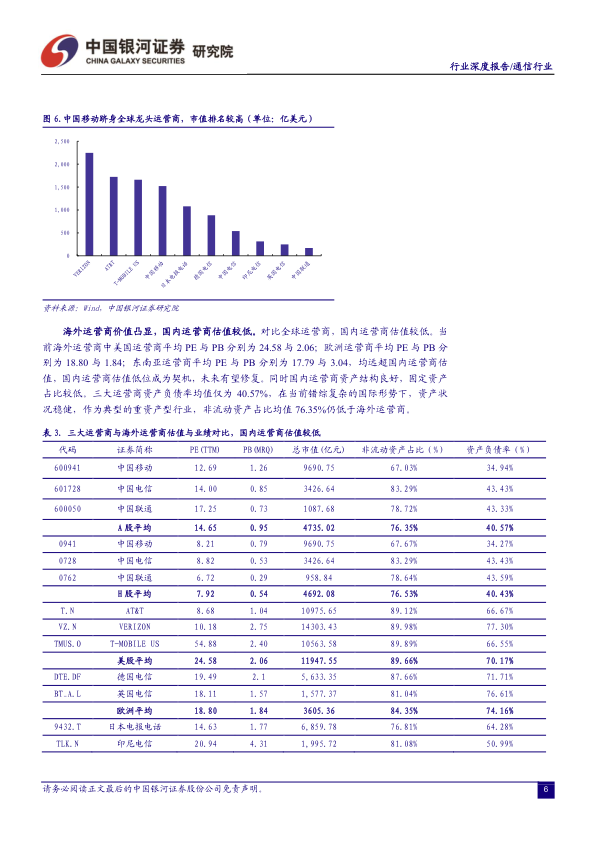 中国银河证券 研究院
CHINA GALAXY SECURITIES
行业深度报告/通信行业
图 6.中国移动跻身全球龙头运营商，市值排名较高（单位：亿美元）
2,500
2,000
1,500
1,000
500
0
VERIZON
AT&T
T-MOBILE US
中国移动
日本电报电话
德国电信
中国电信
印尼电信
英国电信
中国联通
资料来源：Wind，中国银河证券研究院
海外运营商价值凸显，国内运营商估值较低。对比全球运营商，国内运营商估值较低。当
前海外运营商中美国运营商平均 PE 与 PB 分别为 24.58 与 2.06；欧洲运营商平均 PE 与 PB 分
别为 18.80 与 1.84；东南亚运营商平均 PE 与 PB 分别为 17.79 与 3.04，均远超国内运营商估
值，国内运营商估值低位成为契机，未来有望修复。同时国内运营商资产结构良好，固定资产
占比较低。三大运营商资产负债率均值仅为 40.57%，在当前错综复杂的国际形势下，资产状
况稳健，作为典型的重资产型行业，非流动资产占比均值 76.35%仍低于海外运营商。
表 3. 三大运营商与海外运营商估值与业绩对比，国内运营商估值较低
代码 证券简称 PE(TTM) PB(MRQ) 总市值(亿元) 非流动资产占比（%） 资产负债率（%）
600941 中国移动 12.69 1.26 9690.75 67.03% 34.94%
601728 中国电信 14.00 0.85 3426.64 83.29% 43.43%
600050 中国联通 17.25 0.73 1087.68 78.72% 43.33%
A 股平均 14.65 0.95 4735.02 76.35% 40.57%
0941 中国移动 8.21 0.79 9690.75 67.67% 34.27%
0728 中国电信 8.82 0.53 3426.64 83.29% 43.43%
0762 中国联通 6.72 0.29 958.84 78.64% 43.59%
H 股平均 7.92 0.54 4692.08 76.53% 40.43%
T.N AT&T 8.68 1.04 10975.65 89.12% 66.67%
VZ.N VERIZON 10.18 2.75 14303.43 89.98% 77.30%
TMUS.O T-MOBILE US 54.88 2.40 10563.58 89.89% 66.55%
美股平均 24.58 2.06 11947.55 89.66% 70.17%
DTE.DF 德国电信 19.49 2.1 5,633.35 87.66% 71.71%
BT_A.L 英国电信 18.11 1.57 1,577.37 81.04% 76.61%
欧洲平均 18.80 1.84 3605.36 84.35% 74.16%
9432.T 日本电报电话 14.63 1.77 6,859.78 76.81% 64.28%
TLK.N 印尼电信 20.94 4.31 1,995.72 81.08% 50.99%
请务必阅读正文最后的中国银河证券股份公司免责声明。
6